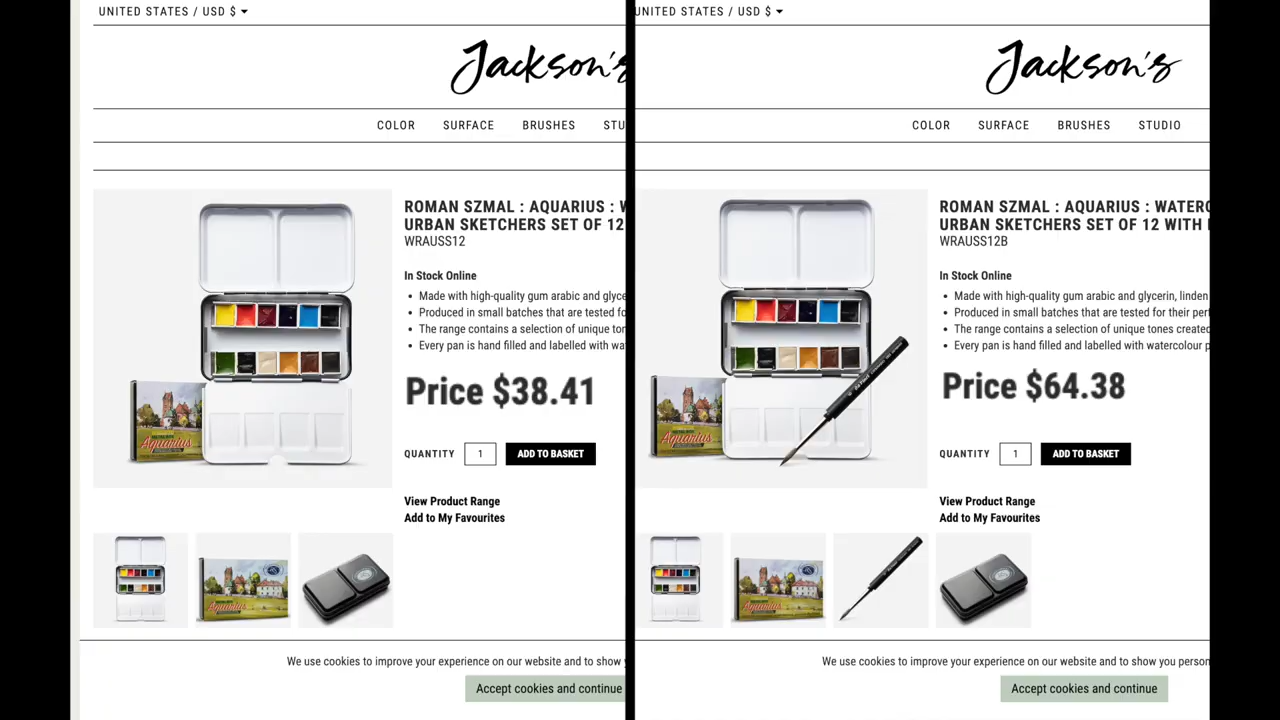 UNITED STATES / USD $
Jackson's
COLOR SURFACE BRUSHES STU
ROMAN SZMAL : AQUARIUS : W
URBAN SKETCHERS SET OF 12
WRAUSS12
In Stock Online
Made with high-quality gum arabic and glyce
Produced in small batches that are tested fo
The range contains a selection of unique ton
Every pan is hand filled and labelled with wa
Price $38.41
QUANTITY 1 ADD TO BASKET
View Product Range
Add to My Favourites
Aquarius
We use cookies to improve your experience on our website and to show y
Accept cookies and continue
UNITED STATES / USD $
Jackson's
COLOR SURFACE BRUSHES STUDIO
ROMAN SZMAL : AQUARIUS : WATERC
URBAN SKETCHERS SET OF 12 WITH
WRAUSS12B
In Stock Online
Made with high-quality gum arabic and glycerin, linden
Produced in small batches that are tested for their per
The range contains a selection of unique tones created
Every pan is hand filled and labelled with watercolour p
Price $64.38
QUANTITY 1 ADD TO BASKET
View Product Range
Add to My Favourites
Aquarius
We use cookies to improve your experience on our website and to show you person
Accept cookies and continue